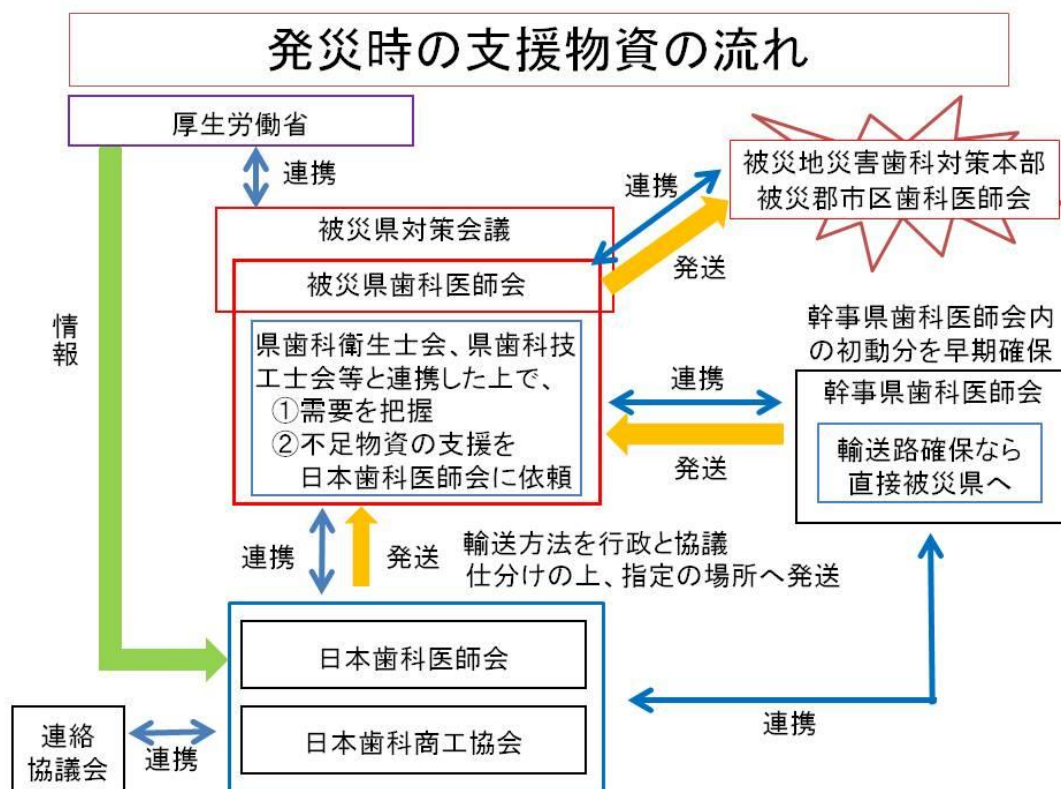 発災時の支援物資の流れ
厚生労働省
連携
被災地災害歯科対策本部
被災郡市区歯科医師会
連携
発送
被災県対策会議
被災県歯科医師会
県歯科衛生士会、県歯科技
工士会等と連携した上で、
①需要を把握
②不足物資の支援を
日本歯科医師会に依頼
情報
幹事県歯科医師会内
の初動分を早期確保
幹事県歯科医師会
輸送路確保なら
直接被災県へ
連携
発送
連携
発送
輸送方法を行政と協議
仕分けの上、指定の場所へ発送
日本歯科医師会
日本歯科商工協会
連絡
協議会
連携
連携